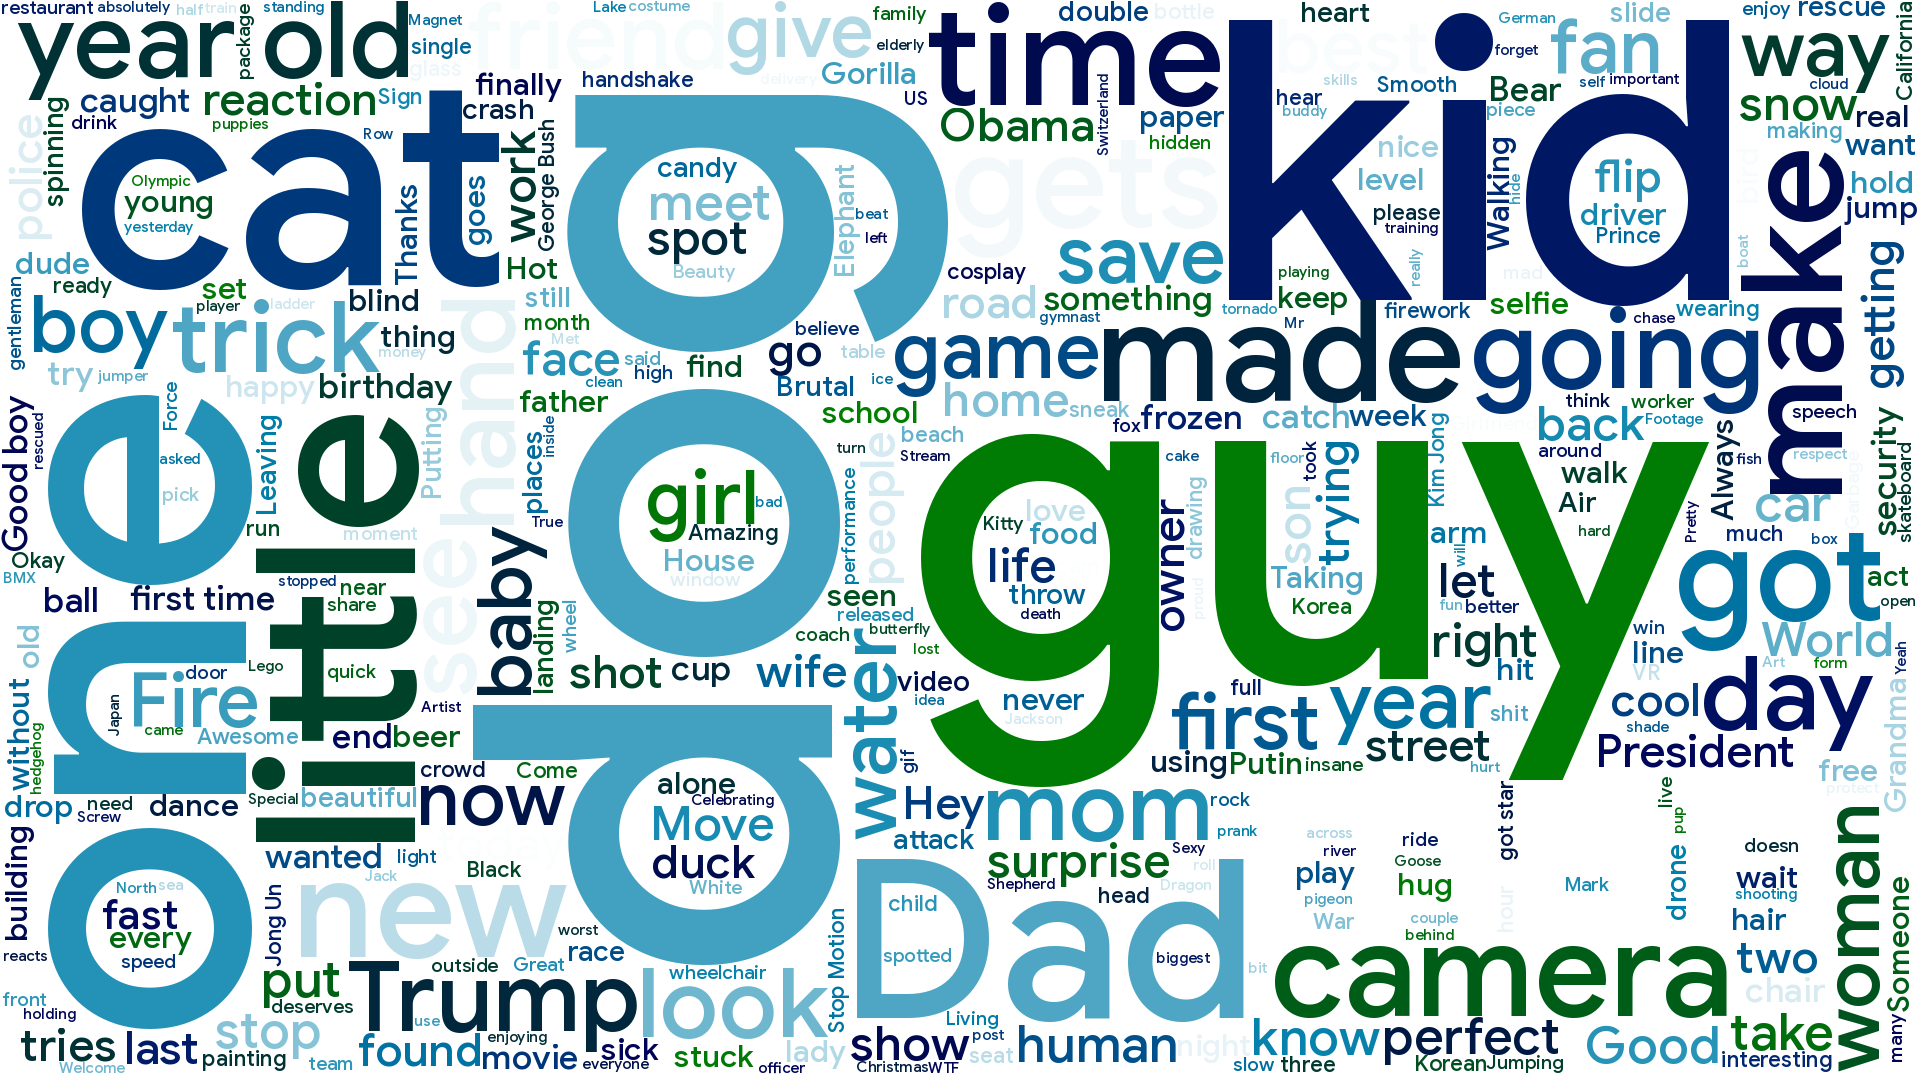 restaurant absolutely half train standing Lake costume family double bottle heart German slide enjoy rescue
year old package Magnet single glass friend give elderly time best forget fan way California
finally handshake delivery Gorilla US skills Smooth self important cloud
caught reaction Sign crash Obama Switzerland paper hear buddy Bear piece snow real
drink puppies Row hidden making want
police spinning cat Thanks goes work George Bush dog candy meet spot Beauty Elephant beat left gets nice level please training Walking hide kid flip driver Prince bird hold jump
Olympic young yesterday
dude ready set player ladder blind Hot still month Met cosplay road save something gymnast playing keep tornado Mr really mad selfie firework chase wearing boat make getting
gentleman boy trick thing money face said high clean find believe go table game made going
try jumper happy birthday hand father Brutal ice school home sneak frozen fox catch week think worker speech
Good boy rescued one Force asked pick Leaving little Putting places inside turn beach Stream people cake floor took trying Kim Jong back Footage around walk Air hard Pretty Always fish respect security skateboard
see girl bad Amazing House window True performance guy Kitty love food life throw death owner drawing son Taking Korea arm will let fun better car Garbage much box
Okay BMX run moment ball first time stopped near share baby landing wheel seen released coach butterfly lost proud got act open
old without hedgehog Fire door Japan came Awesome Lego quick Artist shot cup wife water video idea never Jackson full first year shit hit right win line VR World Art form Yeah
end beer crowd Come gif using Putin insane street hurt cool shade day President free protect Grandma
drop need Screw dance Special beautiful now alone Celebrating Move duck White Hey attack mom rock prank got star live pup
building wanted light Jack Black surprise Sexy Shepherd head Dragon roll across river ride Goose play hug pigeon War couple behind hour Mark drone doesn wait shooting hair woman
North sea fast every speed reacts Jong Un new worst race Dad child spotted biggest bit camera two chair Someone
front holding put deserves outside Great Trump use look wheelchair Stop Motion
tries last Welcome painting stop team found enjoying movie sick everyone stuck officer lady show Christmas WTF Living post seat human night know slow three perfect Korean Jumping Good take interesting many